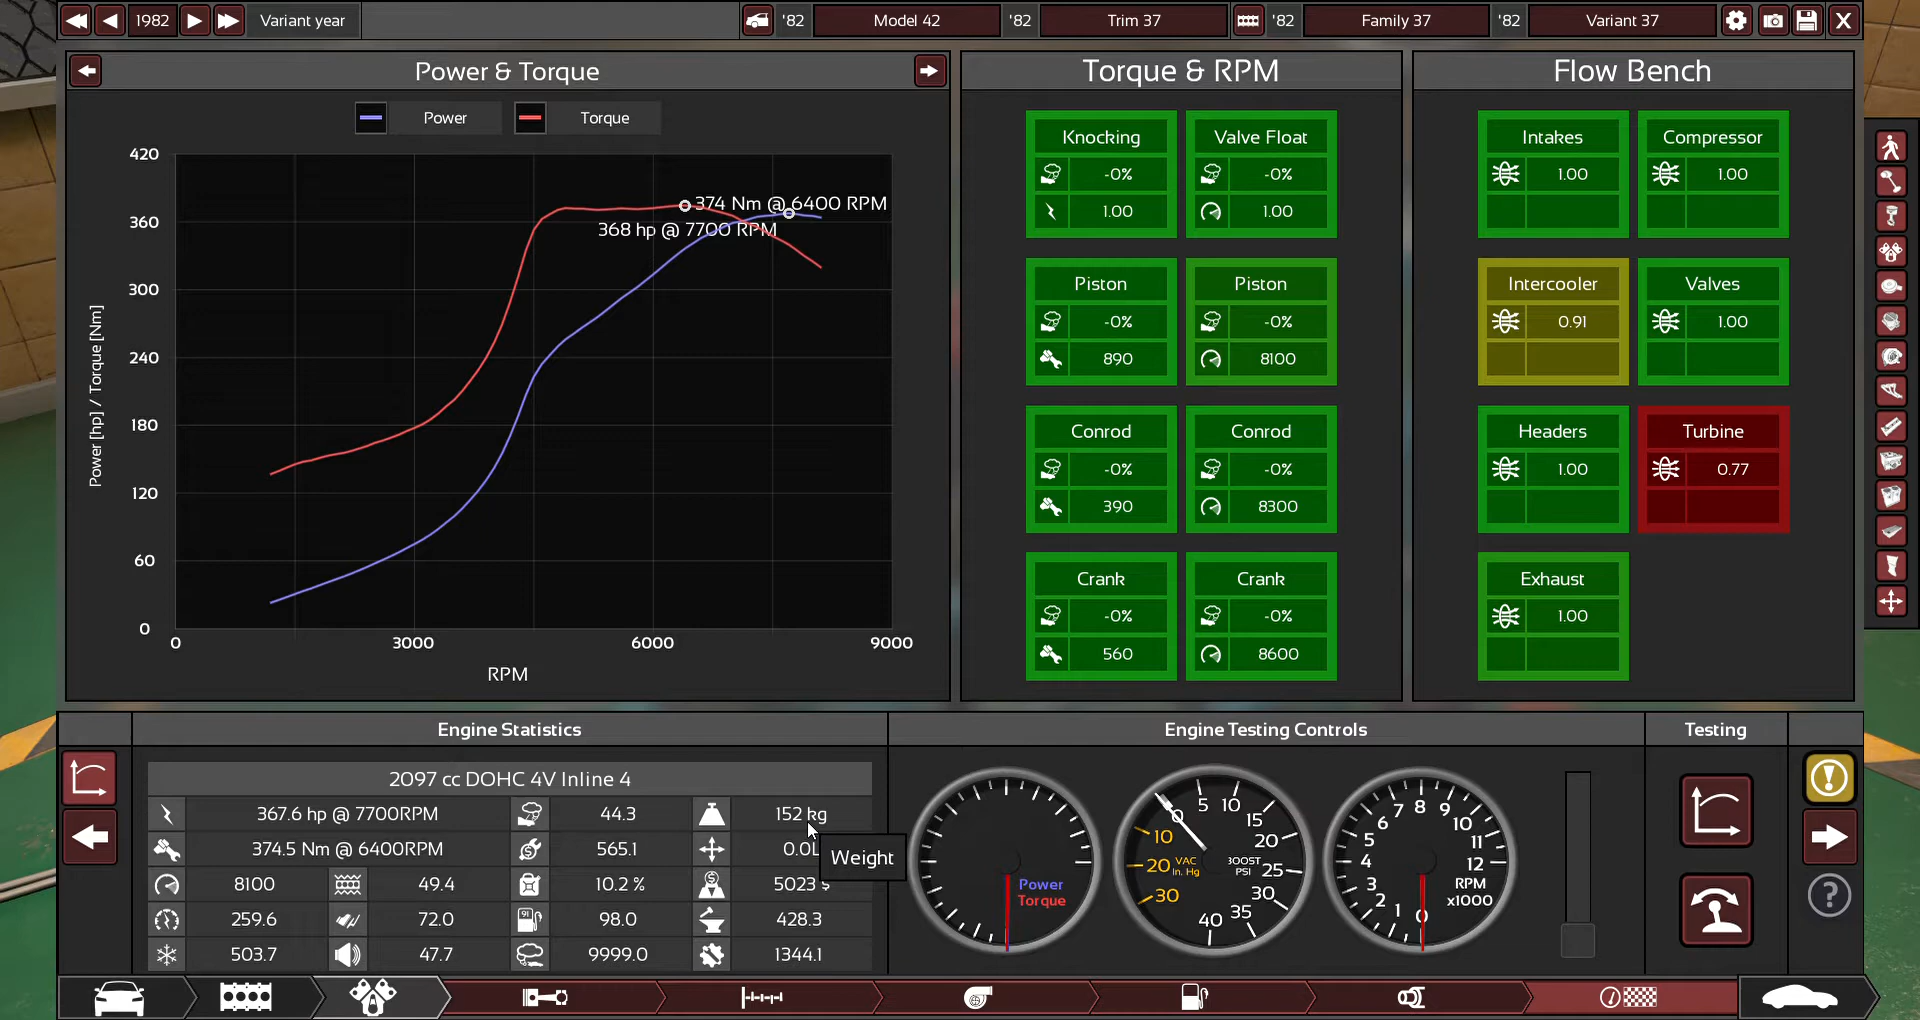 1982
Variant year
'82
Model 42
'82
Trim 37
'82
Family 37
'82
Variant 37
X
Power & Torque
Power
Torque
420
360
300
240
180
120
60
0
0
3000
6000
9000
Power [hp] / Torque [Nm]
RPM
374 Nm @ 6400 RPM
368 hp @ 7700 RPM
Torque & RPM
Knocking
-0%
1.00
Valve Float
-0%
1.00
Piston
-0%
890
Piston
-0%
8100
Conrod
-0%
390
Conrod
-0%
8300
Crank
-0%
560
Crank
-0%
8600
Flow Bench
Intakes
1.00
Compressor
1.00
Intercooler
0.91
Valves
1.00
Headers
1.00
Turbine
0.77
Exhaust
1.00
Engine Statistics
2097 cc DOHC 4V Inline 4
367.6 hp @ 7700RPM
44.3
152 kg
374.5 Nm @ 6400RPM
565.1
0.0L
8100
49.4
10.2 %
5023 $
259.6
72.0
98.0
428.3
503.7
47.7
9999.0
1344.1
Weight
Engine Testing Controls
Power
Torque
0
5
10
15
20
25
30
35
40
10
20
30
VAC
In. Hg
BOOST
PSI
0
1
2
3
4
5
6
7
8
9
10
11
12
RPM
x1000
Testing
?